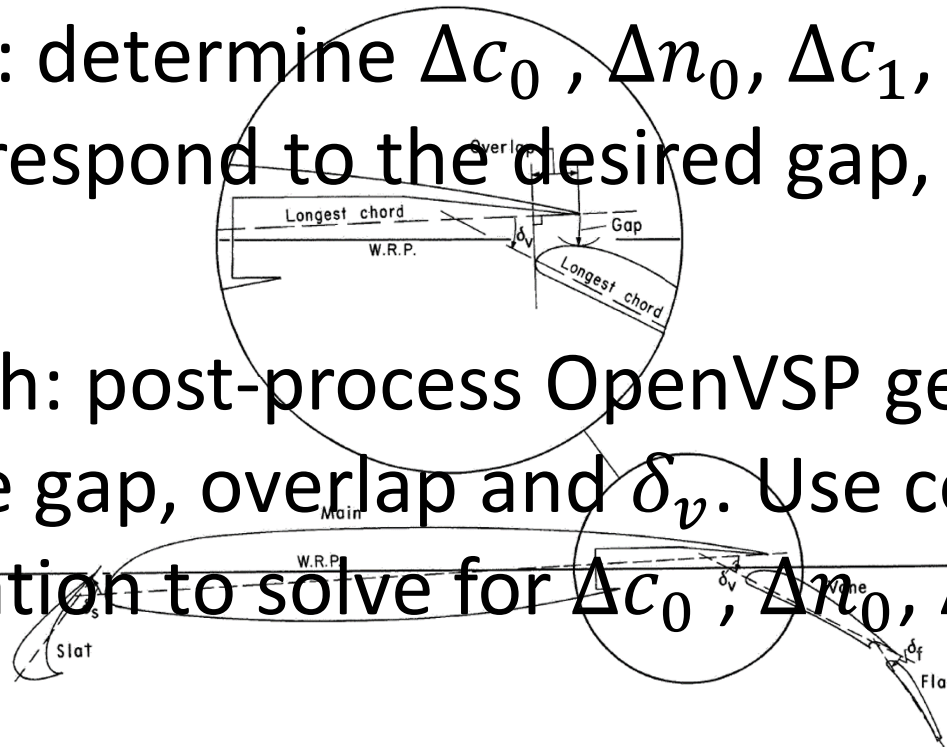 : determine Δc₀ , Δn₀, Δc₁,
Overlap
respond to the desired gap,
Longest chord
Gap
δᵥ
W.R.P.
Longest chord
h: post-process OpenVSP ge
e gap, overlap and δᵥ. Use co
Main
W.R.P.
ation to solve for Δc₀ , Δn₀,
δᵥ
Vane
s
Slat
δf
Fla